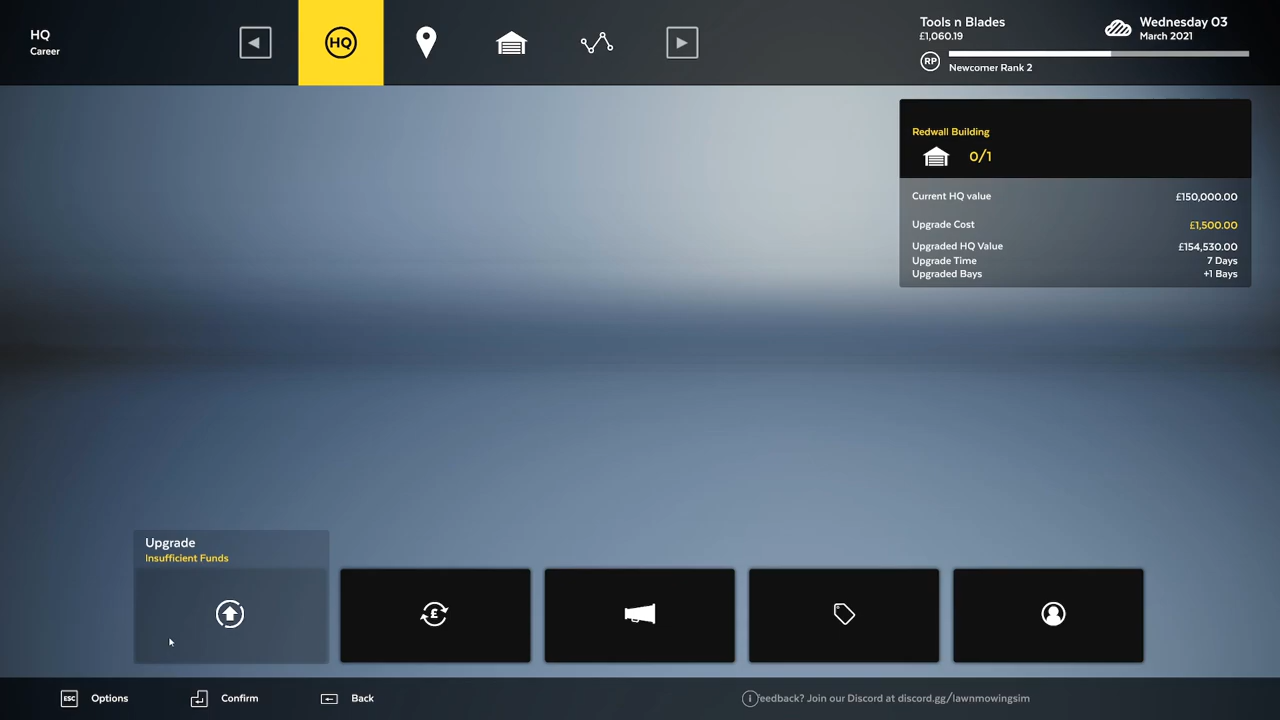 HQ
Career
HQ
Tools n Blades
£1,060.19
Wednesday 03
March 2021
RP
Newcomer Rank 2
Redwall Building
0/1
Current HQ value £150,000.00
Upgrade Cost £1,500.00
Upgraded HQ Value £154,530.00
Upgrade Time 7 Days
Upgraded Bays +1 Bays
Upgrade
Insufficient Funds
£
ESC Options Confirm Back
i feedback? Join our Discord at discord.gg/lawnmowingsim